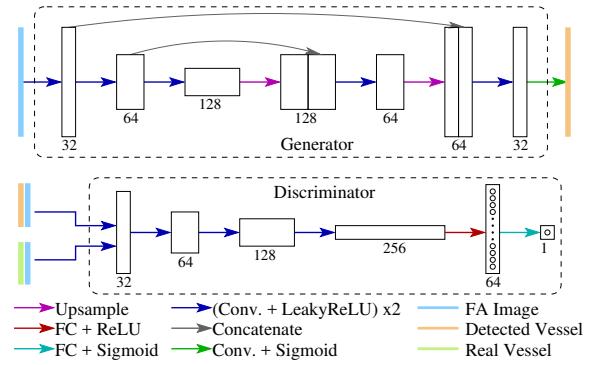 32
64
128
128
64
64
32
Generator
Discriminator
32
64
128
256
64
1
Upsample
(Conv. + LeakyReLU) x2
FA Image
FC + ReLU
Concatenate
Detected Vessel
FC + Sigmoid
Conv. + Sigmoid
Real Vessel